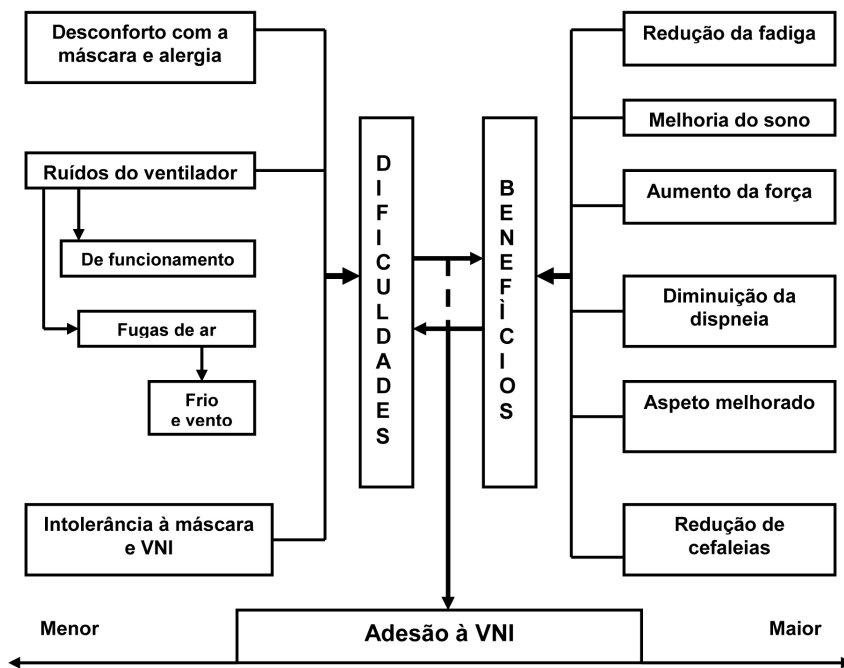 Desconforto com a
máscara e alergia
Ruídos do ventilador
De funcionamento
Fugas de ar
Frio
e vento
Intolerância à máscara
e VNI
DIFICULDADES
BENEFÌCIOS
Redução da fadiga
Melhoria do sono
Aumento da força
Diminuição da
dispneia
Aspeto melhorado
Redução de
cefaleias
Menor
Adesão à VNI
Maior